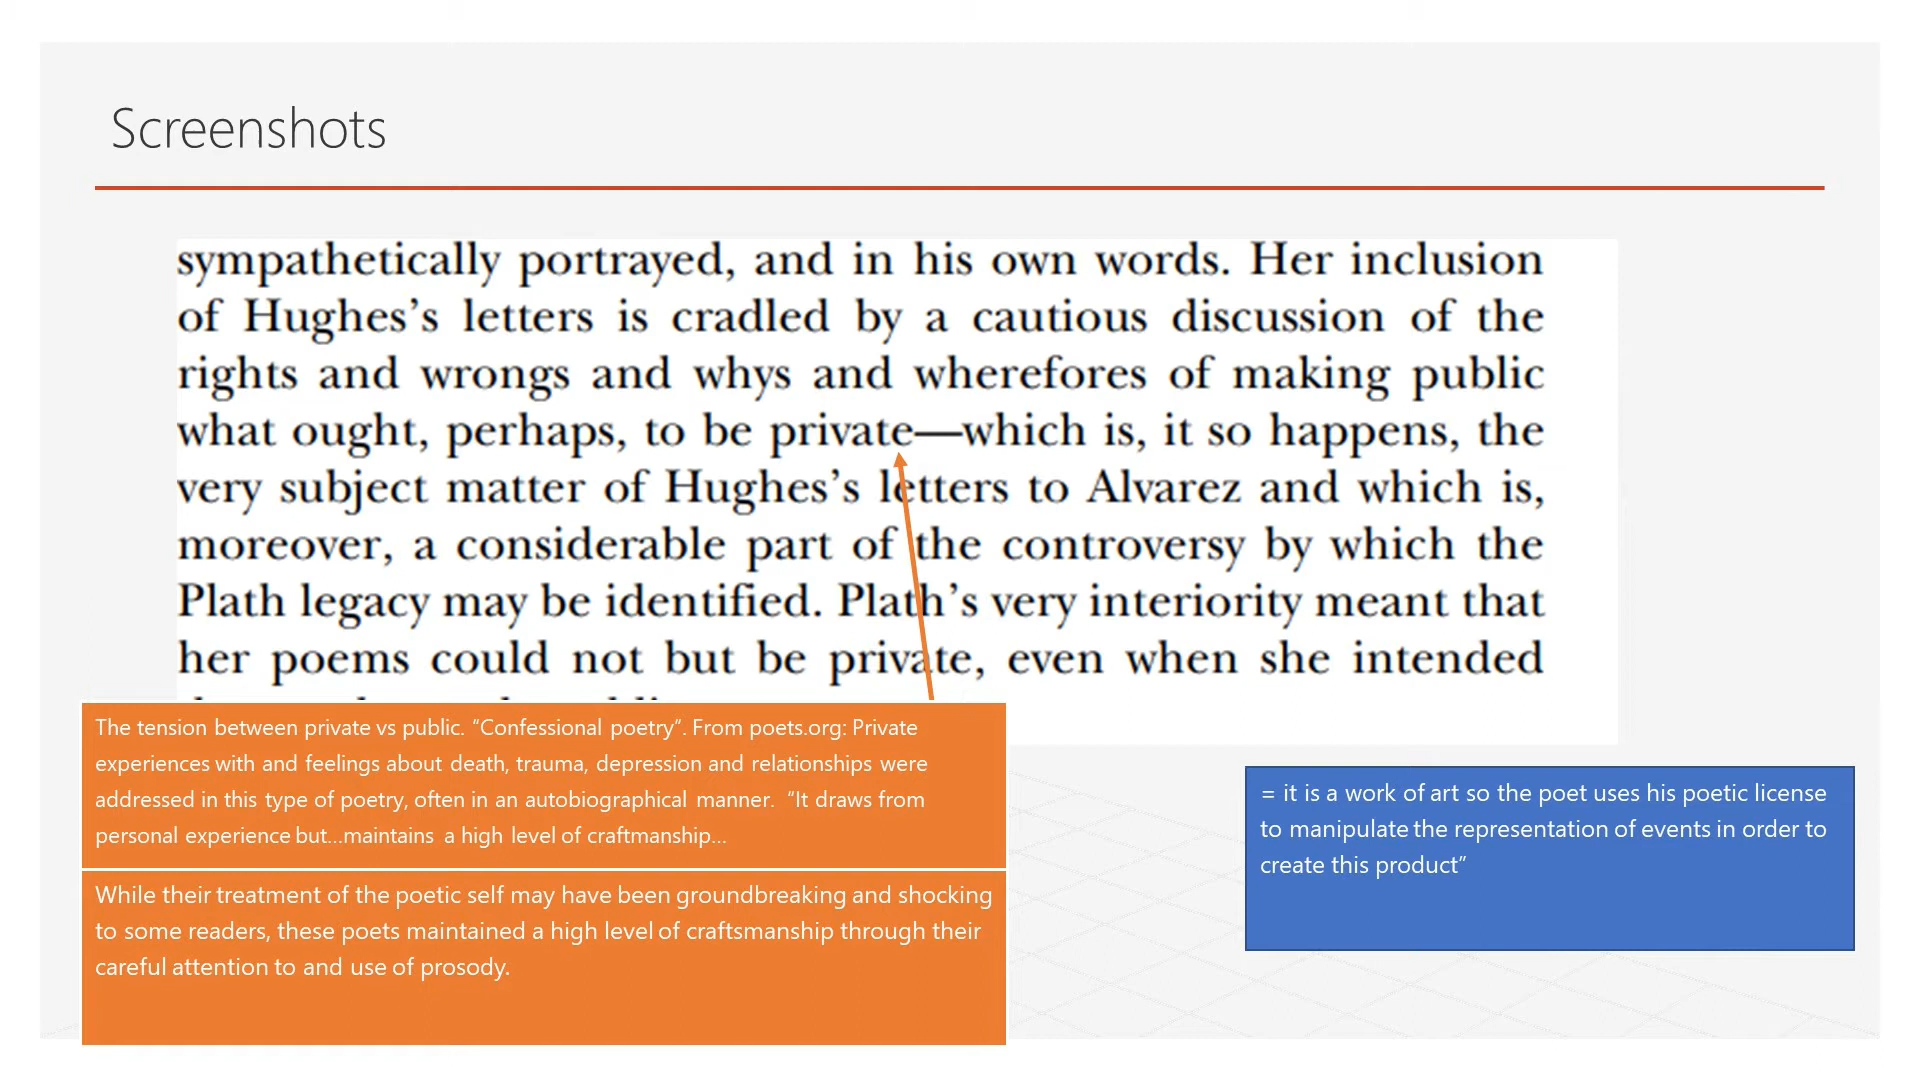 Screenshots
sympathetically portrayed, and in his own words. Her inclusion
of Hughes’s letters is cradled by a cautious discussion of the
rights and wrongs and whys and wherefores of making public
what ought, perhaps, to be private—which is, it so happens, the
very subject matter of Hughes’s letters to Alvarez and which is,
moreover, a considerable part of the controversy by which the
Plath legacy may be identified. Plath’s very interiority meant that
her poems could not but be private, even when she intended
The tension between private vs public. “Confessional poetry”. From poets.org: Private
experiences with and feelings about death, trauma, depression and relationships were
addressed in this type of poetry, often in an autobiographical manner. “It draws from
personal experience but...maintains a high level of craftmanship...
While their treatment of the poetic self may have been groundbreaking and shocking
to some readers, these poets maintained a high level of craftsmanship through their
careful attention to and use of prosody.
= it is a work of art so the poet uses his poetic license
to manipulate the representation of events in order to
create this product”